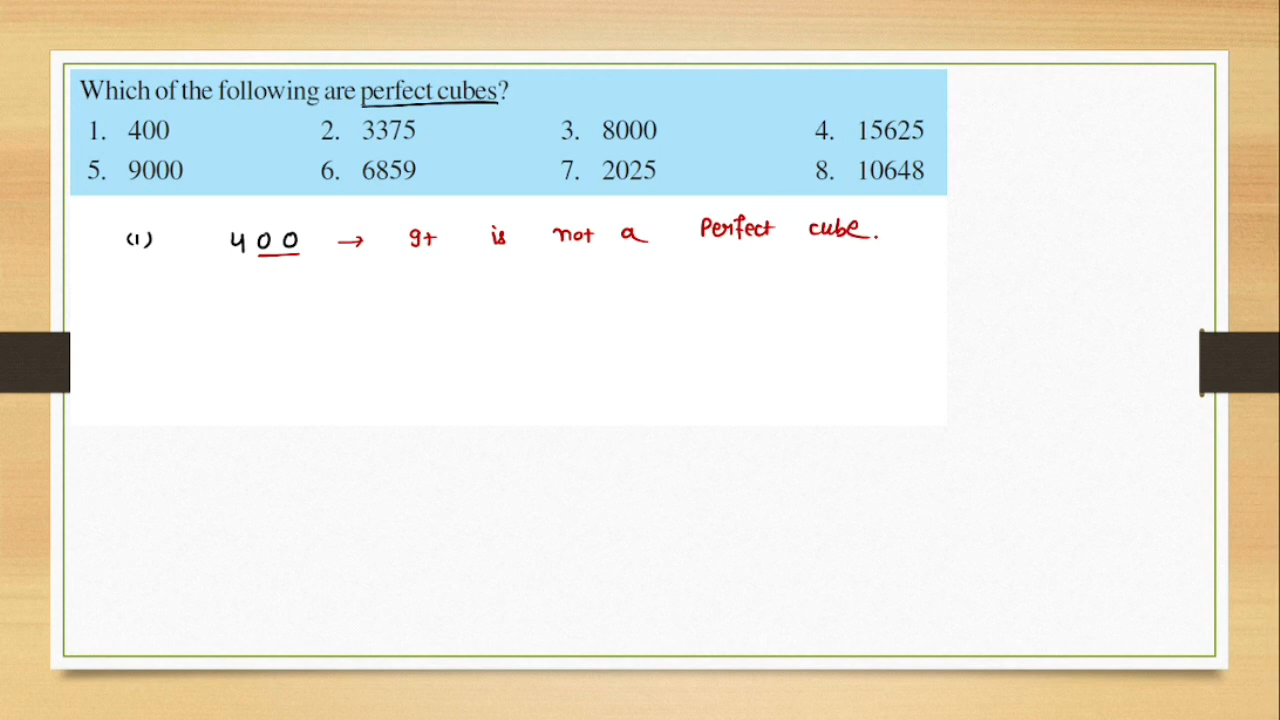 Which of the following are perfect cubes?
1. 400 2. 3375 3. 8000 4. 15625
5. 9000 6. 6859 7. 2025 8. 10648
(1) 400 → It is not a Perfect cube.